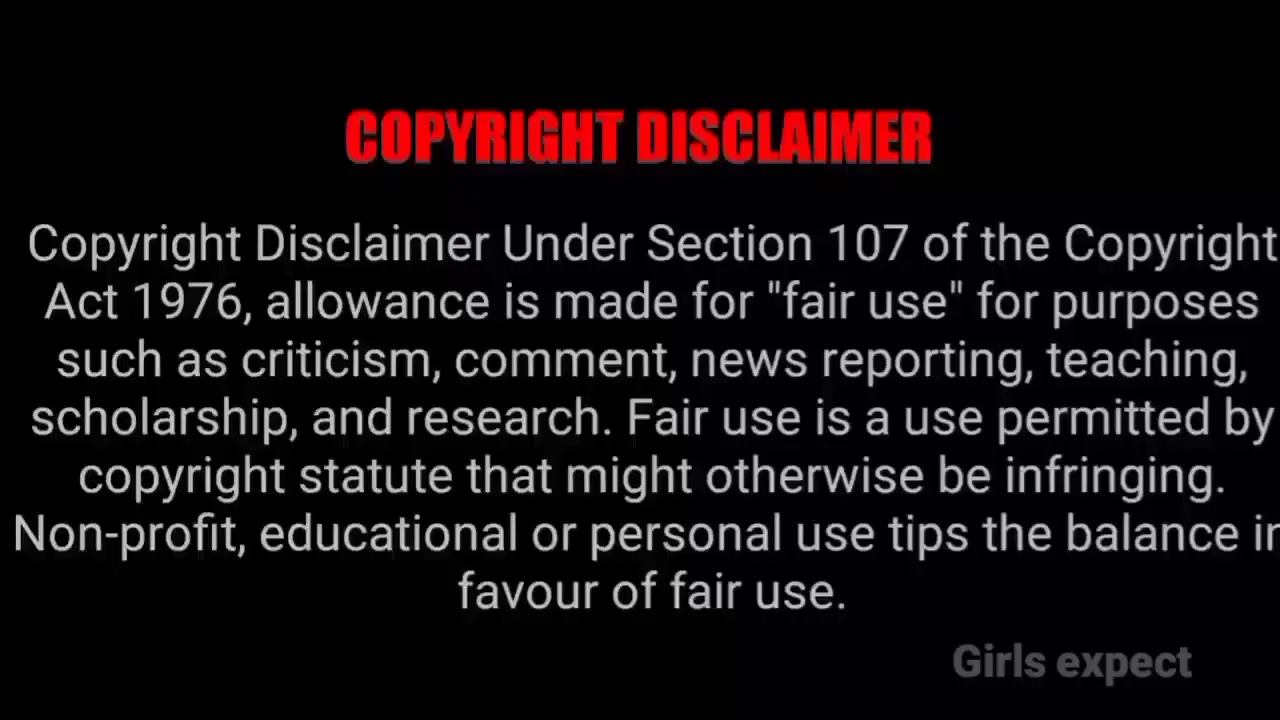 COPYRIGHT DISCLAIMER
Copyright Disclaimer Under Section 107 of the Copyright
Act 1976, allowance is made for "fair use" for purposes
such as criticism, comment, news reporting, teaching,
scholarship, and research. Fair use is a use permitted by
copyright statute that might otherwise be infringing.
Non-profit, educational or personal use tips the balance in
favour of fair use.
Girls expect